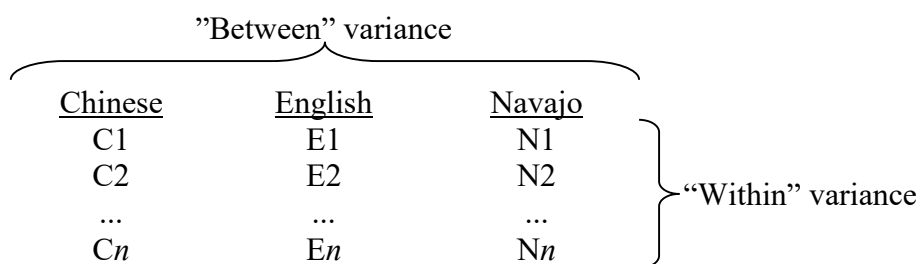 ”Between” variance
Chinese English Navajo
C1 E1 N1
C2 E2 N2
”Within” variance
... ... ...
Cn En Nn